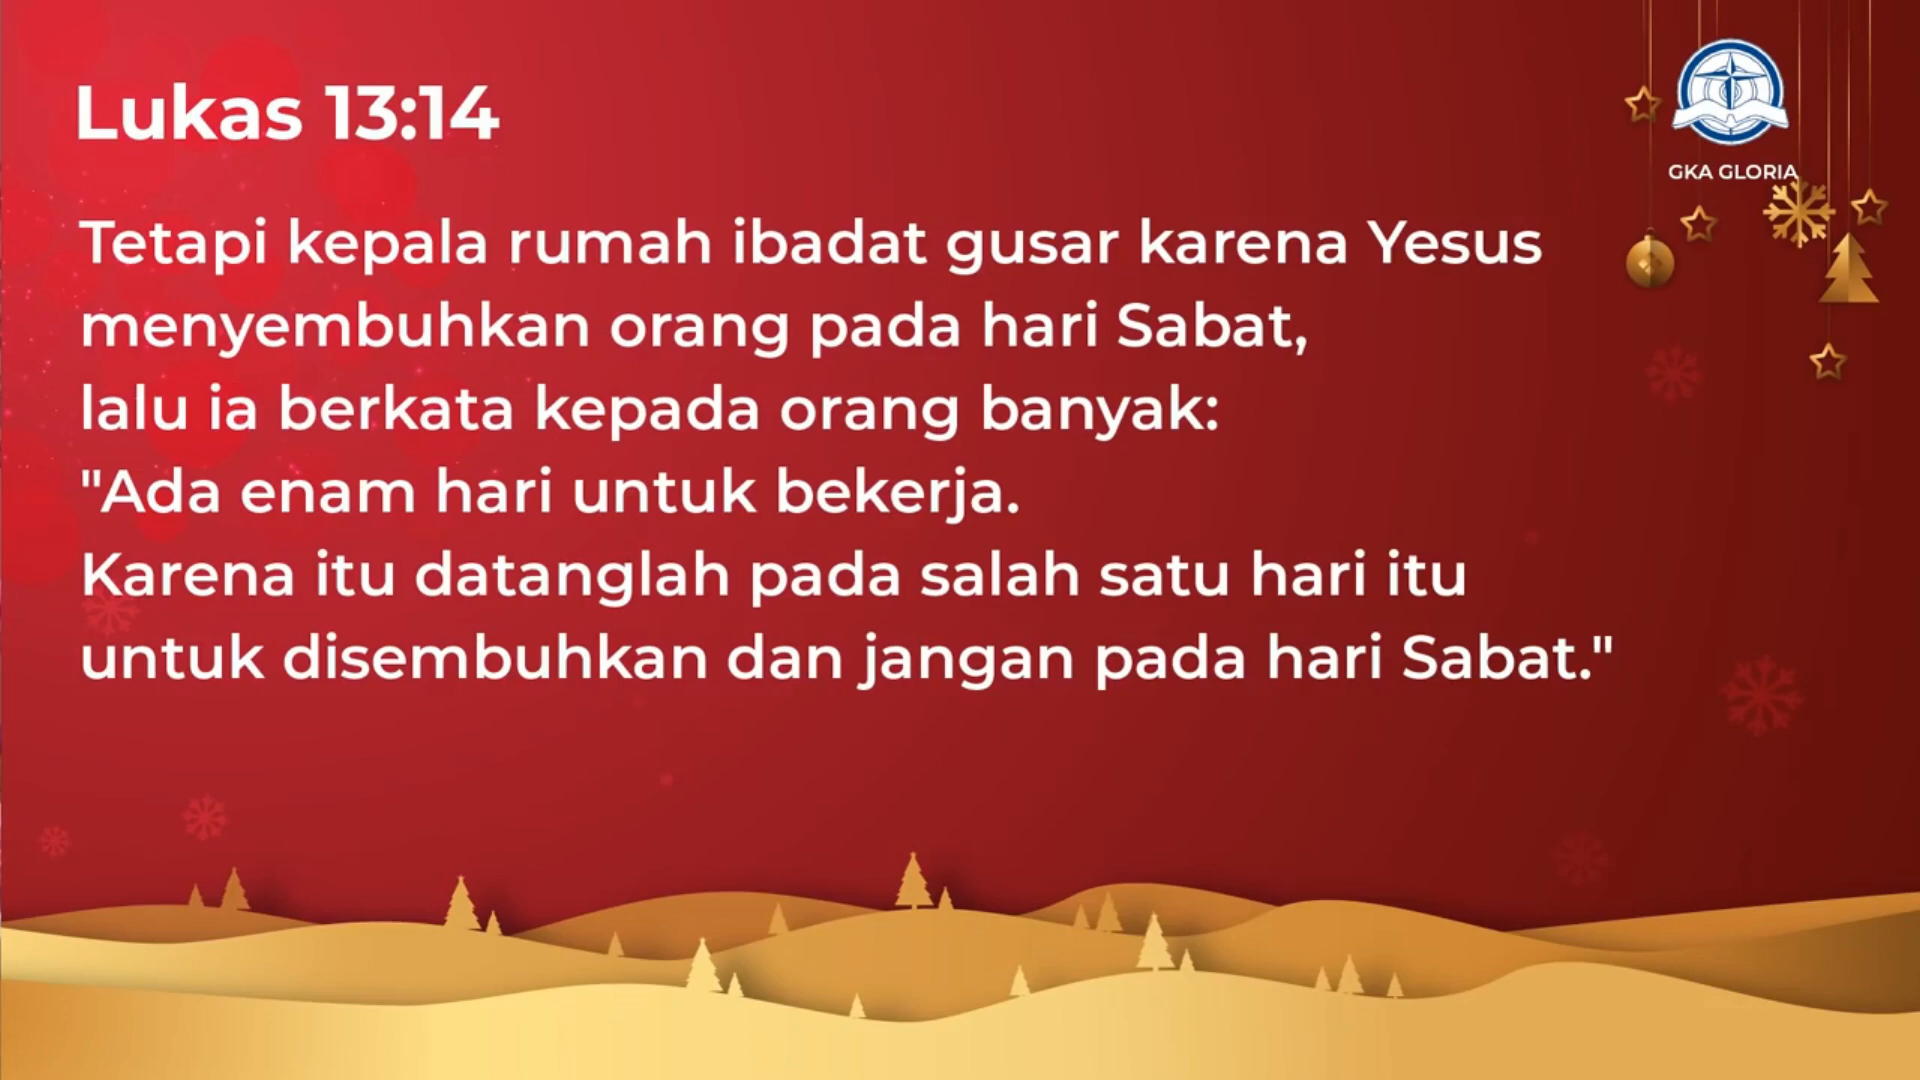 Lukas 13:14
GKA GLORIA
Tetapi kepala rumah ibadat gusar karena Yesus
menyembuhkan orang pada hari Sabat,
lalu ia berkata kepada orang banyak:
"Ada enam hari untuk bekerja.
Karena itu datanglah pada salah satu hari itu
untuk disembuhkan dan jangan pada hari Sabat."